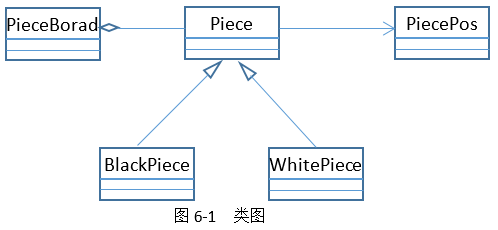 PieceBorad
Piece
PiecePos
BlackPiece
WhitePiece
图 6-1 类图